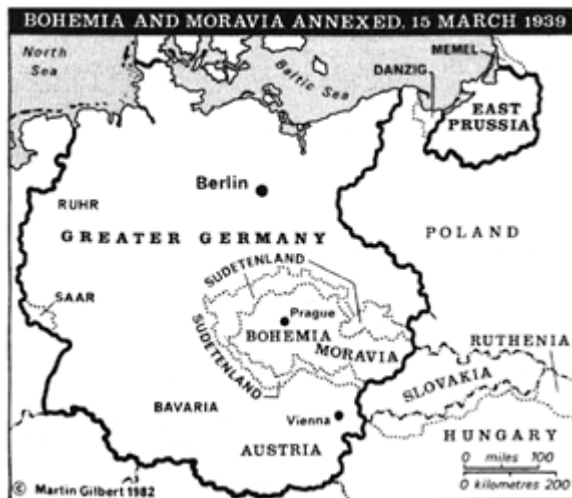 BOHEMIA AND MORAVIA ANNEXED, 15 MARCH 1939
North
Sea
Baltic Sea
MEMEL
DANZIG
EAST
PRUSSIA
Berlin
RUHR
GREATER GERMANY
POLAND
SUDETENLAND
SAAR
Prague
SUDETENLAND
BOHEMIA
MORAVIA
RUTHENIA
SLOVAKIA
BAVARIA
Vienna
HUNGARY
AUSTRIA
0 miles 100
0 kilometres 200
© Martin Gilbert 1982